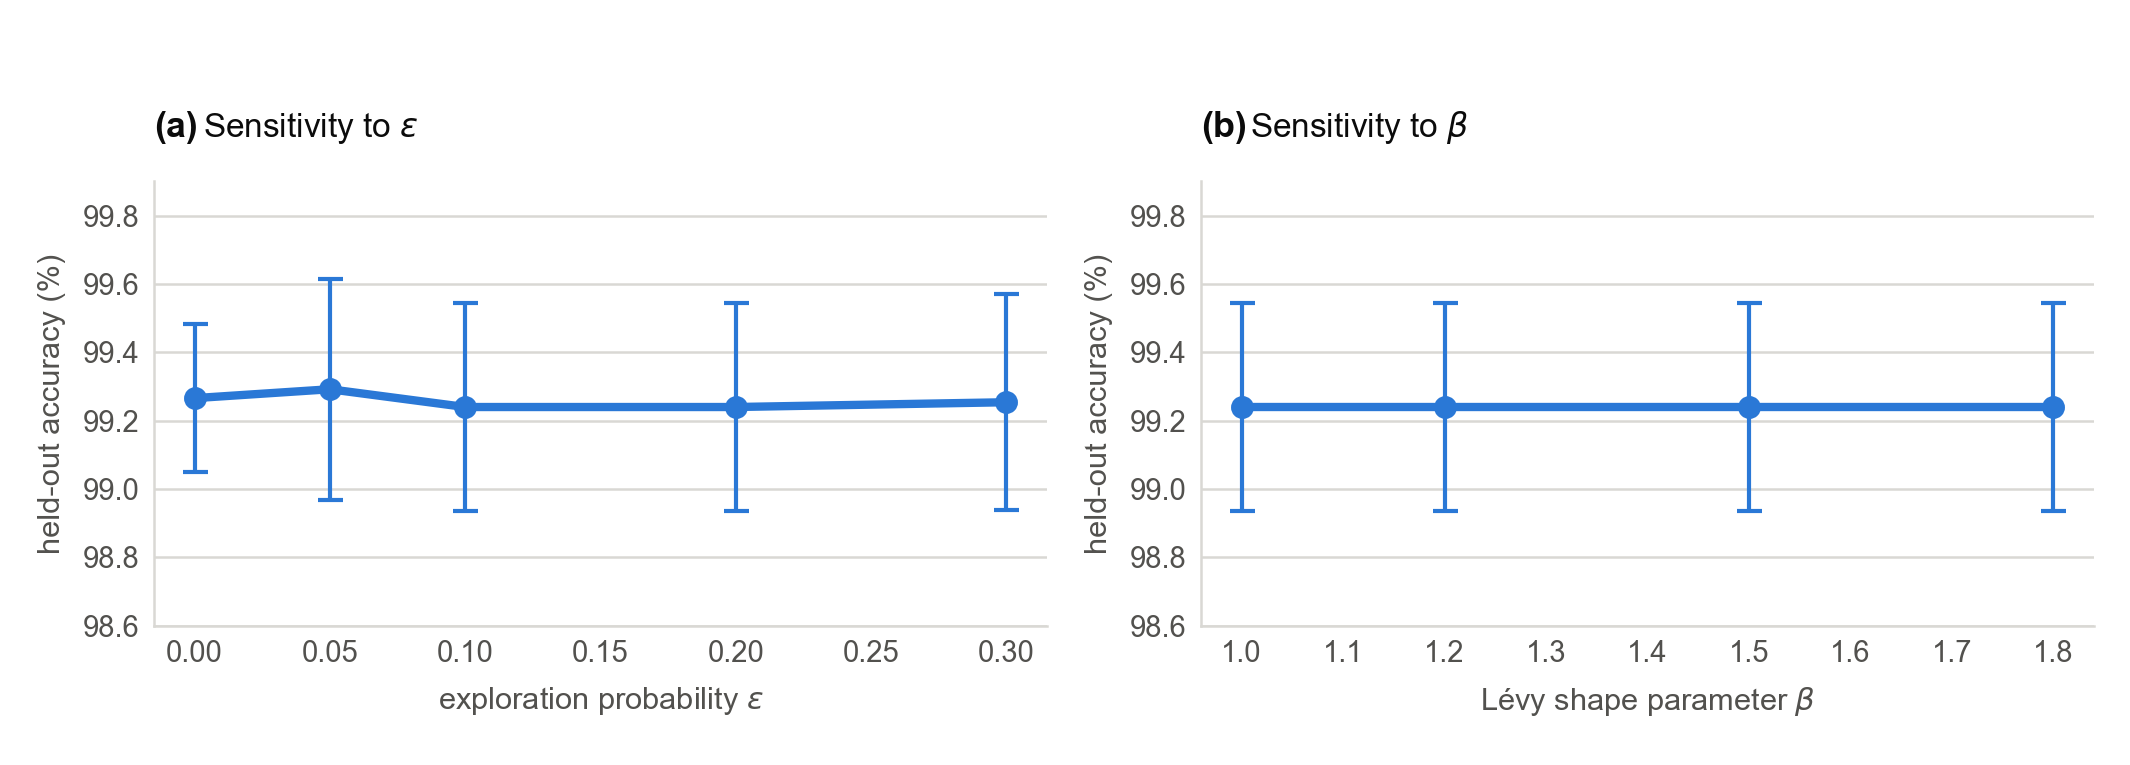 (a) Sensitivity to ε
99.8
99.6
99.4
99.2
99.0
98.8
98.6
held-out accuracy (%)
0.00 0.05 0.10 0.15 0.20 0.25 0.30
exploration probability ε
(b) Sensitivity to β
99.8
99.6
99.4
99.2
99.0
98.8
98.6
held-out accuracy (%)
1.0 1.1 1.2 1.3 1.4 1.5 1.6 1.7 1.8
Lévy shape parameter β